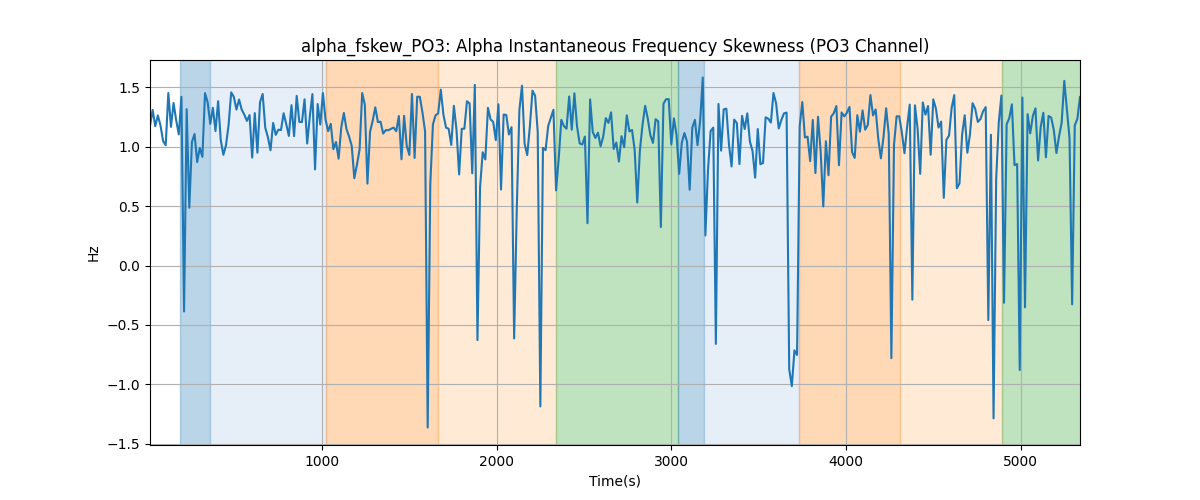 alpha_fskew_PO3: Alpha Instantaneous Frequency Skewness (PO3 Channel)
1.5
1.0
0.5
0.0
−0.5
−1.0
−1.5
Hz
1000 2000 3000 4000 5000
Time(s)